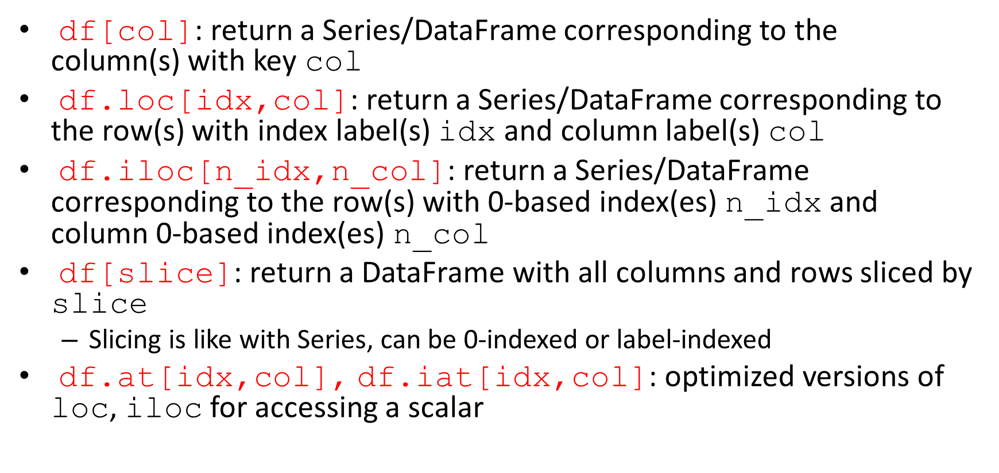 • df[col]: return a Series/DataFrame corresponding to the
column(s) with key col
• df.loc[idx,col]: return a Series/DataFrame corresponding to
the row(s) with index label(s) idx and column label(s) col
• df.iloc[n_idx,n_col]: return a Series/DataFrame
corresponding to the row(s) with 0-based index(es) n_idx and
column 0-based index(es) n_col
• df[slice]: return a DataFrame with all columns and rows sliced by
slice
– Slicing is like with Series, can be 0-indexed or label-indexed
• df.at[idx,col], df.iat[idx,col]: optimized versions of
loc, iloc for accessing a scalar